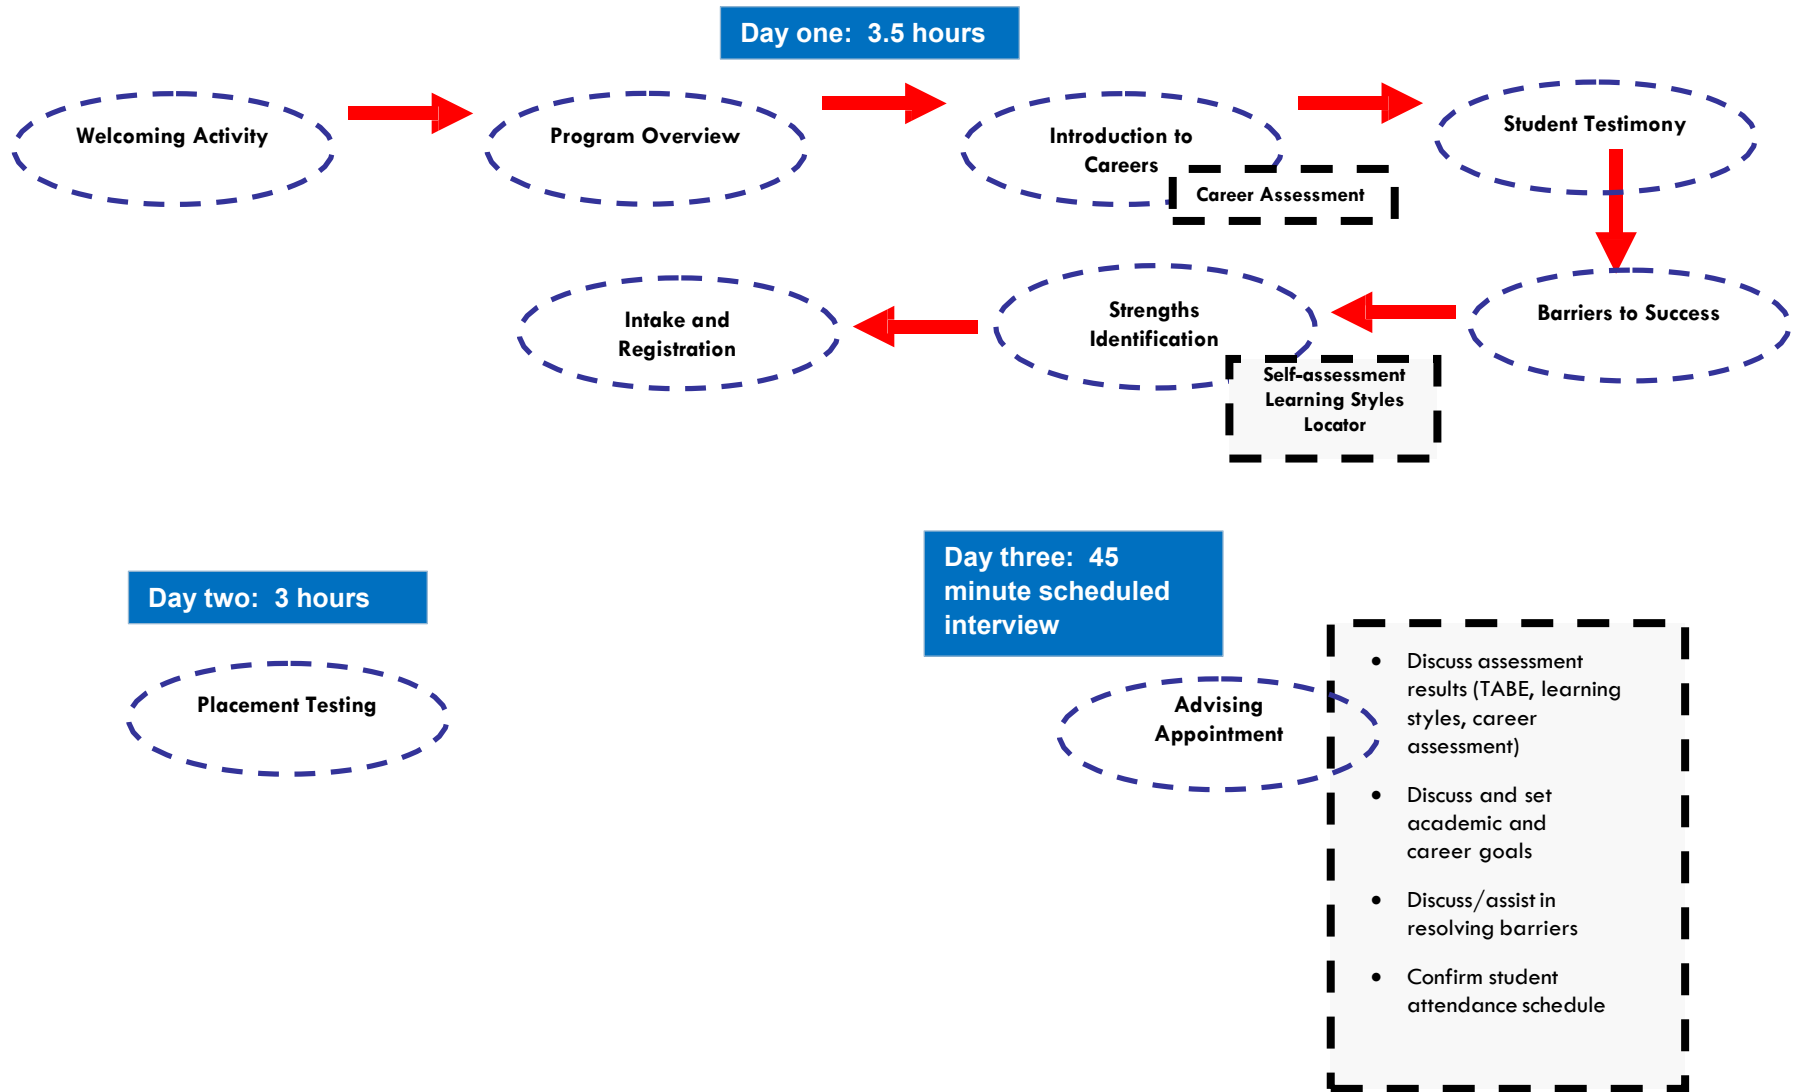 Day one:  3.5 hours
Welcoming Activity
Program Overview
Introduction to
Careers
Career Assessment
Student Testimony
Barriers to Success
Strengths
Identification
Self-assessment
Learning Styles
Locator
Intake and
Registration
Day two:  3 hours
Placement Testing
Day three:  45
minute scheduled
interview
Advising
Appointment
• Discuss assessment
results (TABE, learning
styles, career
assessment)
• Discuss and set
academic and
career goals
• Discuss/assist in
resolving barriers
• Confirm student
attendance schedule